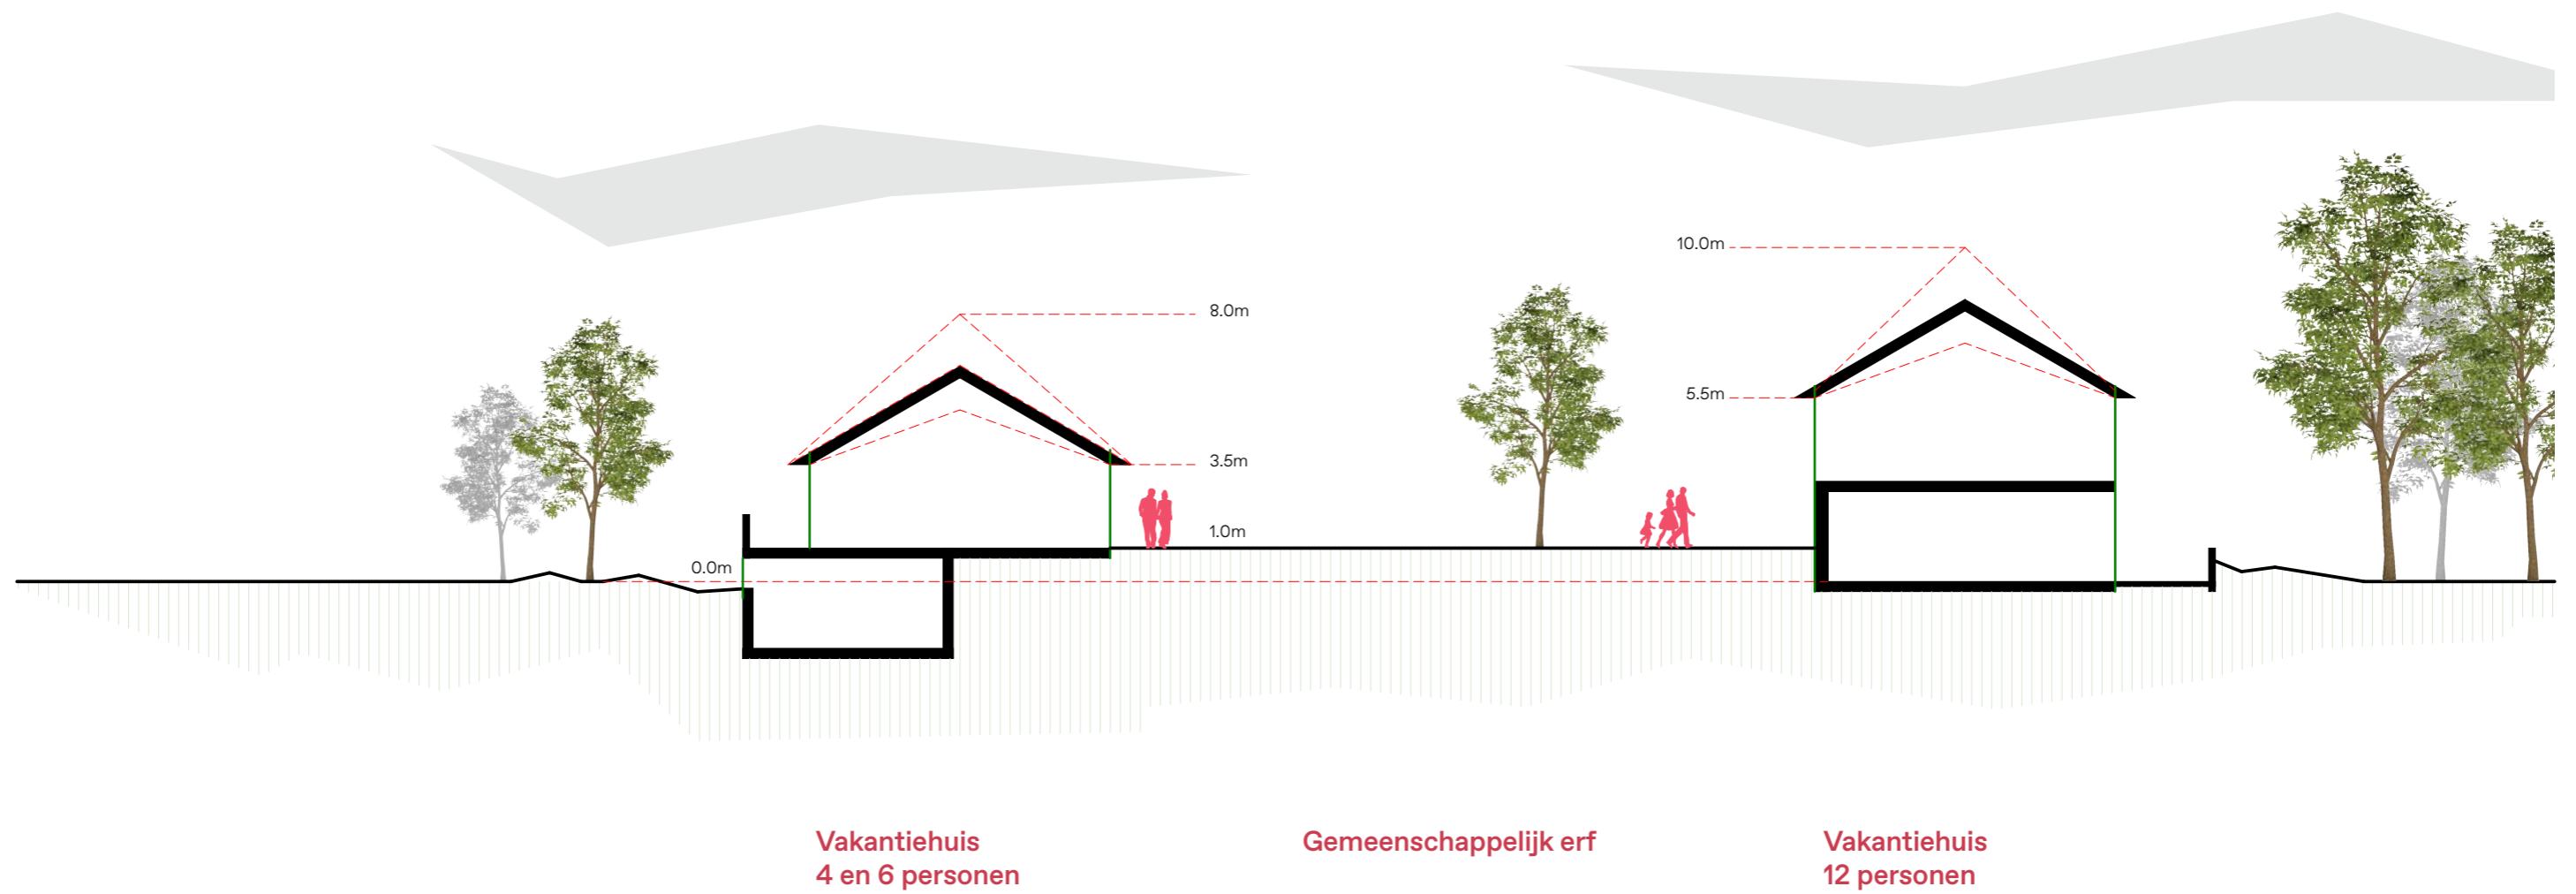 10.0m
8.0m
5.5m
3.5m
1.0m
0.0m
Vakantiehuis
4 en 6 personen
Gemeenschappelijk erf
Vakantiehuis
12 personen